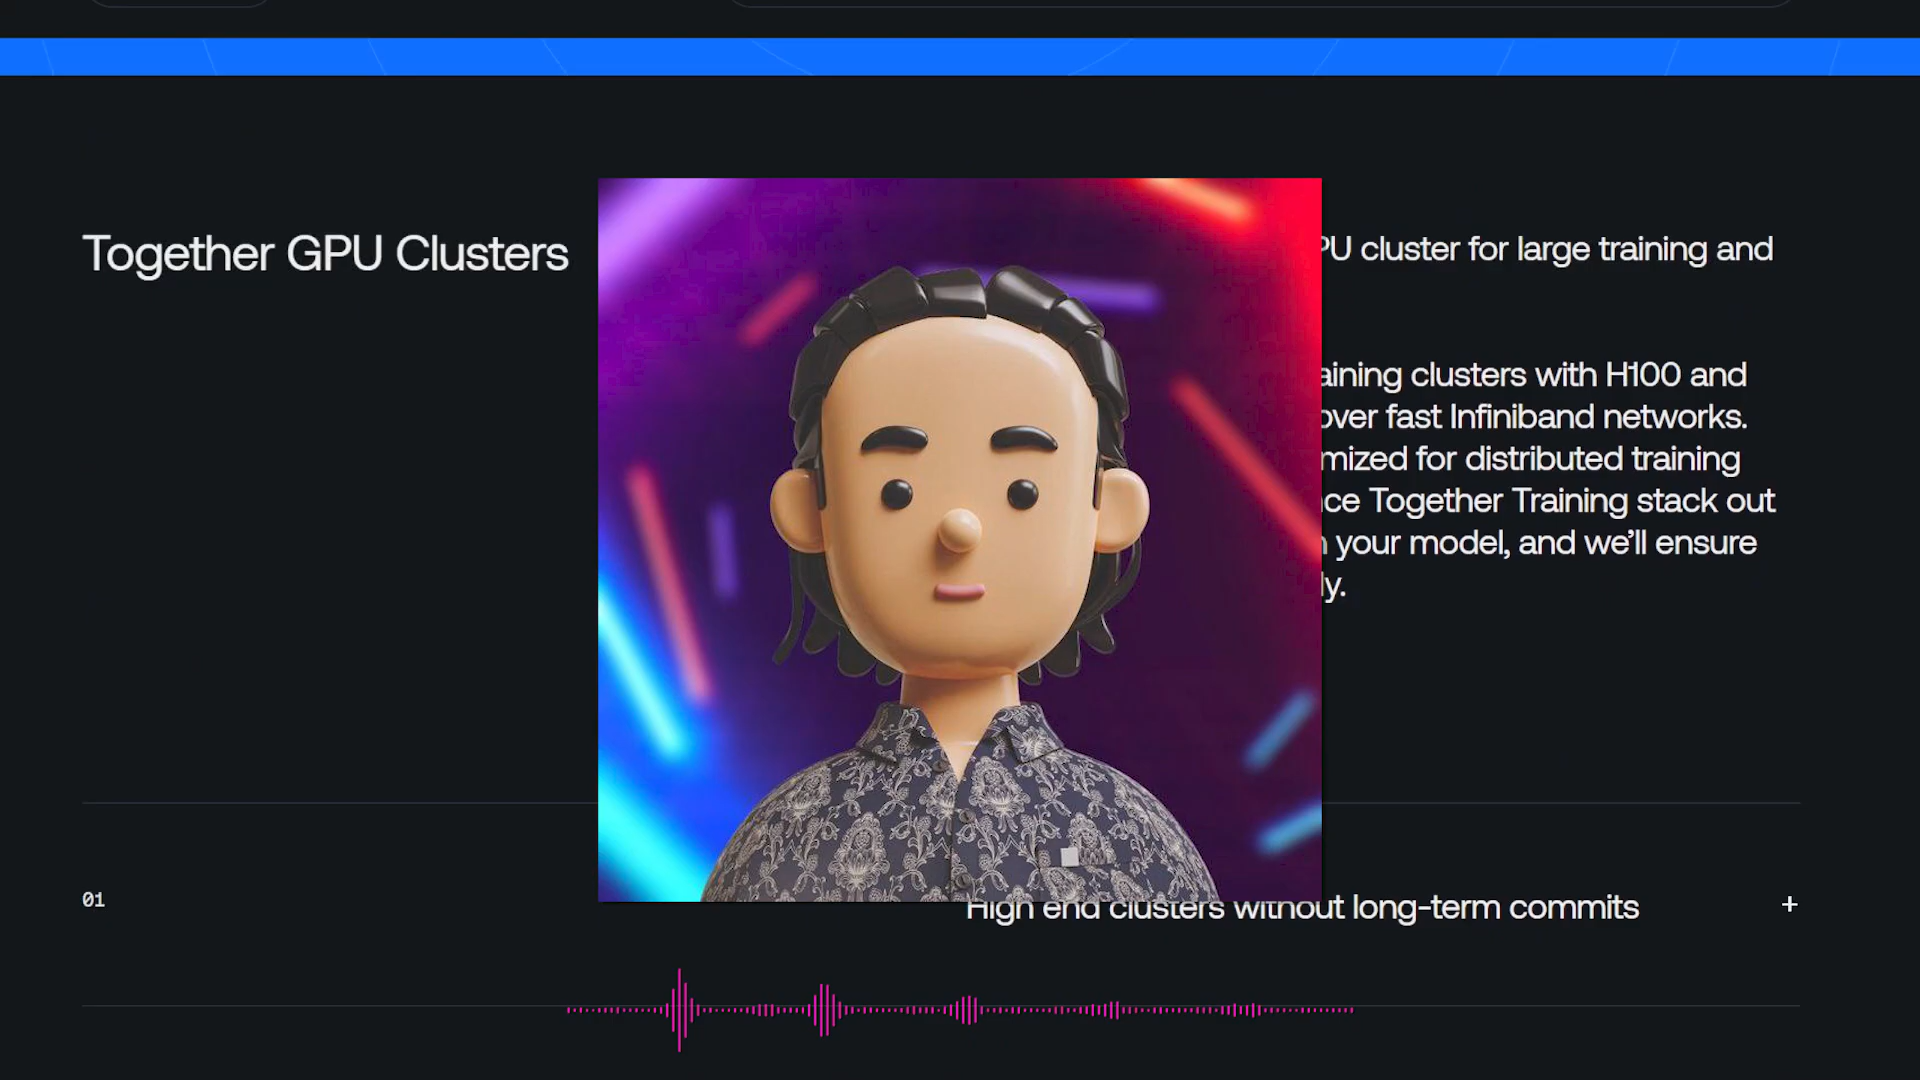 Together GPU Clusters
PU cluster for large training and
aining clusters with H100 and
over fast Infiniband networks.
mized for distributed training
ce Together Training stack out
your model, and we'll ensure
ly.
01
High end clusters without long-term commits
+